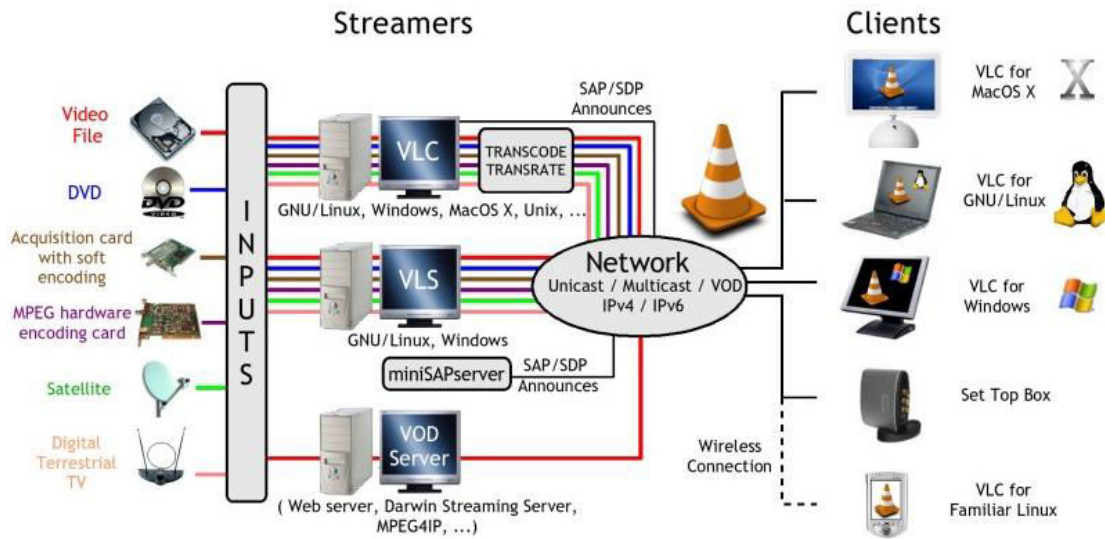 Streamers
Clients
Video
File
DVD
Acquisition card
with soft
encoding
MPEG hardware
encoding card
Satellite
Digital
Terrestrial
TV
DVD
VIDEO
INPUTS
VLC
SAP/SDP
Announces
TRANSCODE
TRANSRATE
GNU/Linux, Windows, MacOS X, Unix, ...
VLS
GNU/Linux, Windows
Network
Unicast / Multicast / VOD
IPv4 / IPv6
miniSAPserver
SAP/SDP
Announces
VOD
Server
( Web server, Darwin Streaming Server,
MPEG4IP, ...)
Wireless
Connection
VLC for
MacOS X
X
VLC for
GNU/Linux
VLC for
Windows
Set Top Box
VLC for
Familiar Linux